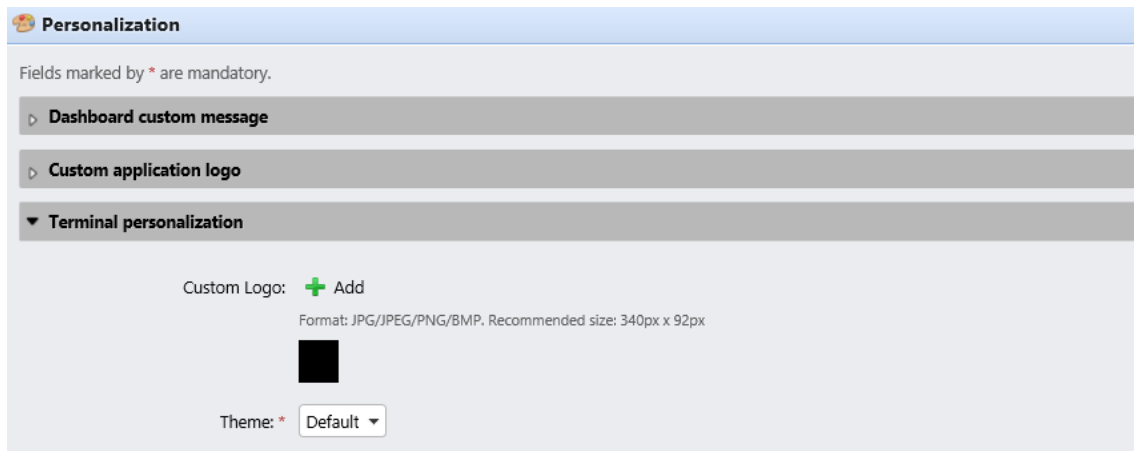 Personalization
Fields marked by * are mandatory.
Dashboard custom message
Custom application logo
Terminal personalization
Custom Logo: Add
Format: JPG/JPEG/PNG/BMP. Recommended size: 340px x 92px
Theme: * Default